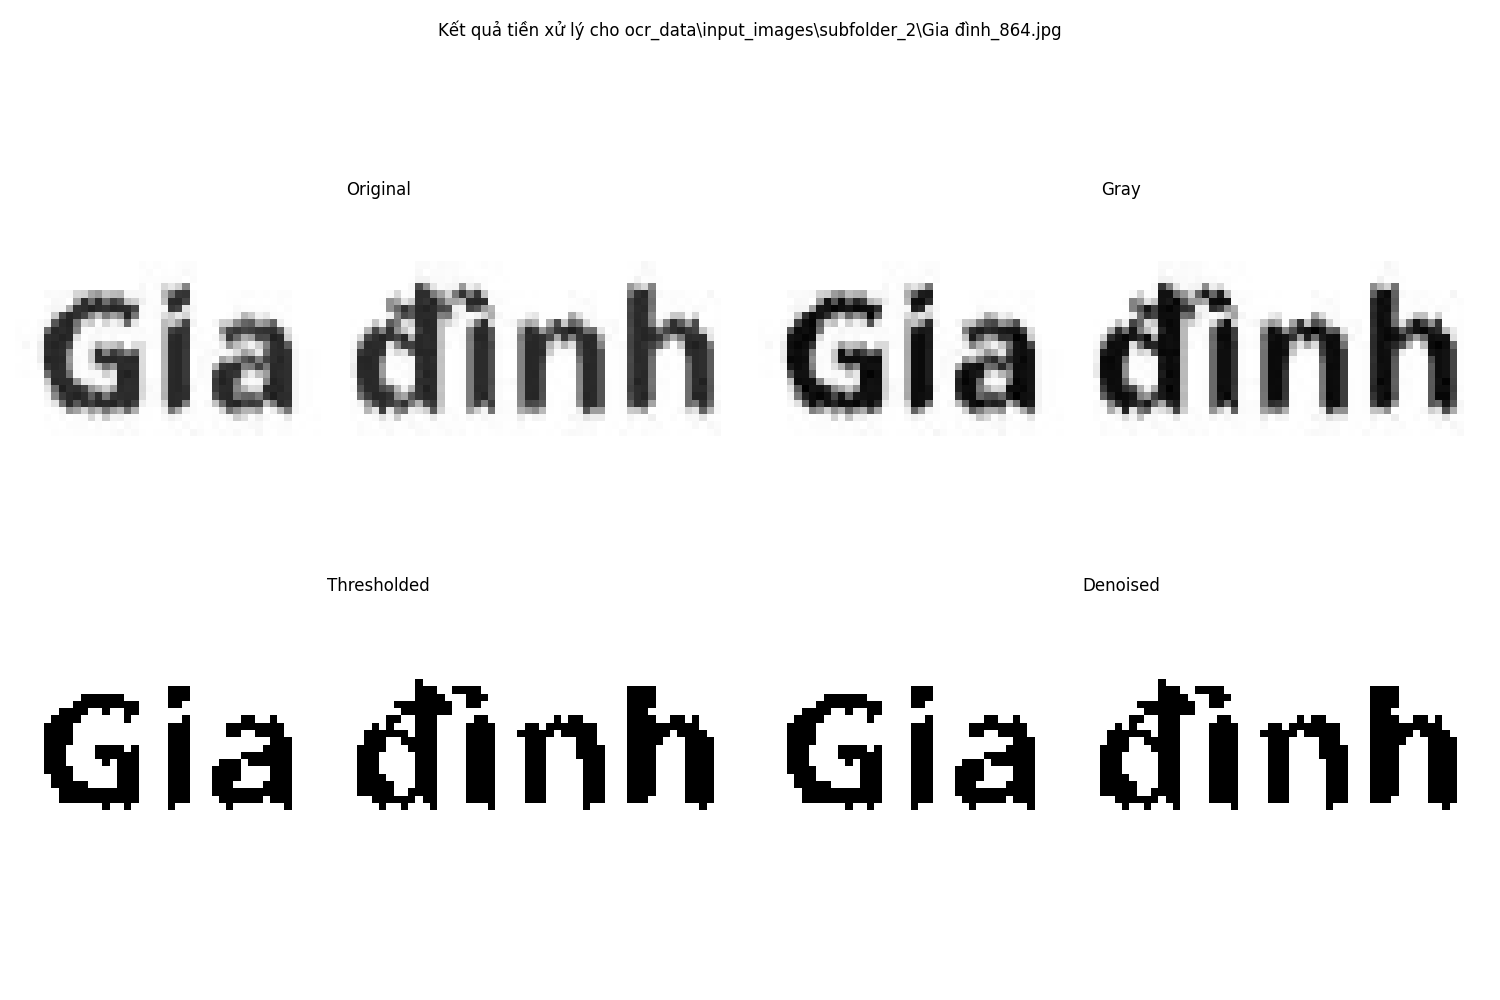 Kết quả tiền xử lý cho ocr_data\input_images\subfolder_2\Gia đình_864.jpg
Original
Gray
Gia đình
Gia đình
Thresholded
Denoised
Gia đình
Gia đình